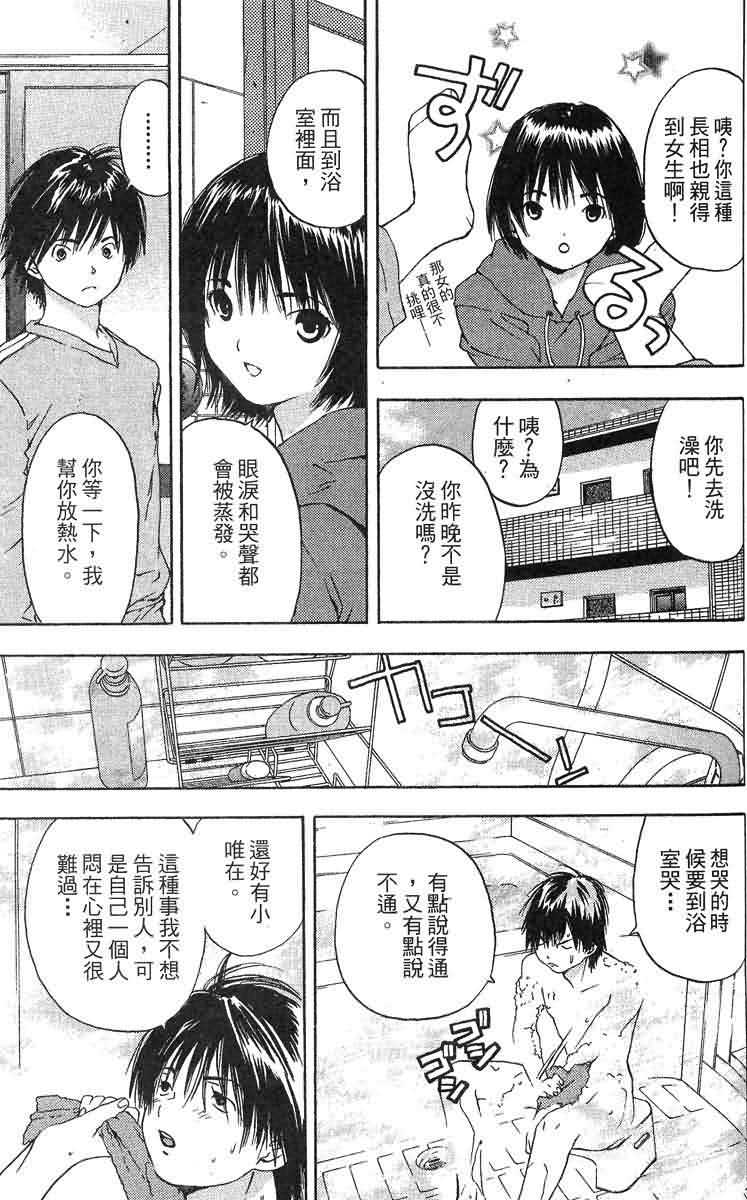 咦？你這種
長相也親得
到女生啊！
ずるっ
那女的
真的很不
挑哩—
而且到浴
室裡面，
眼淚和哭聲都
會被蒸發。
………
你等一下，我
幫你放熱水。
你先去洗
澡吧！
咦？為
什麼？
你昨晚不是
沒洗嗎？
カコーン
想哭的時
候要到浴
室哭…
有點說得通
，又有點說
不通。
ゴシ
ゴシ
還好有小
唯在。
這種事我不想
告訴別人，可
是自己一個人
悶在心裡又很
難過…